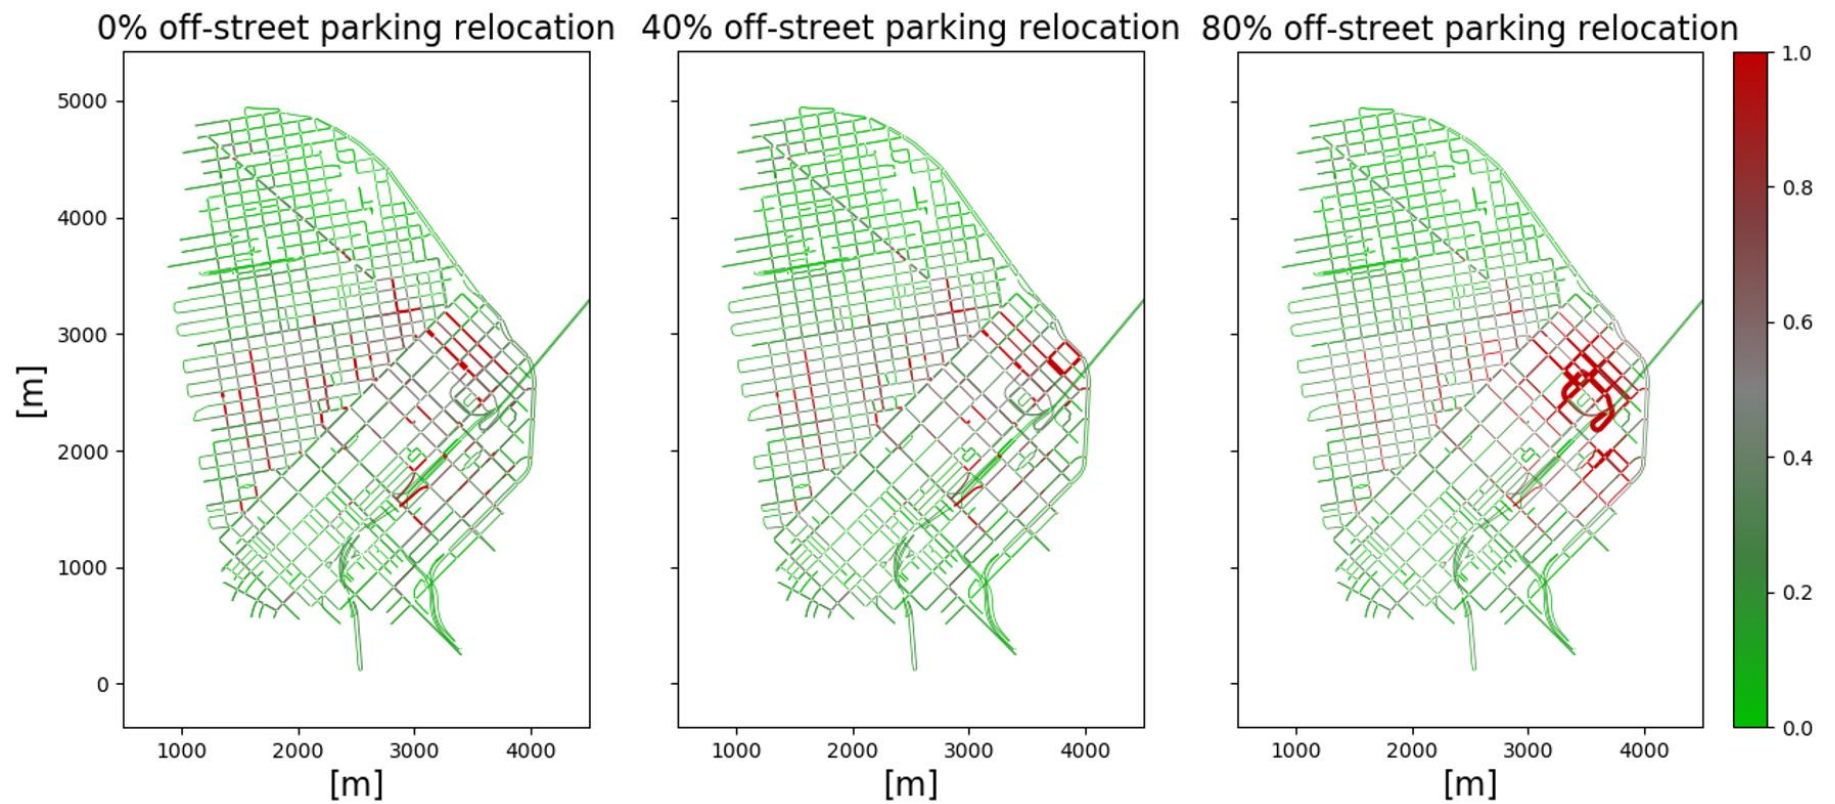 0% off-street parking relocation
40% off-street parking relocation
80% off-street parking relocation
5000
4000
3000
2000
1000
0
[m]
1000 2000 3000 4000
[m]
1000 2000 3000 4000
[m]
1000 2000 3000 4000
[m]
1.0
0.8
0.6
0.4
0.2
0.0